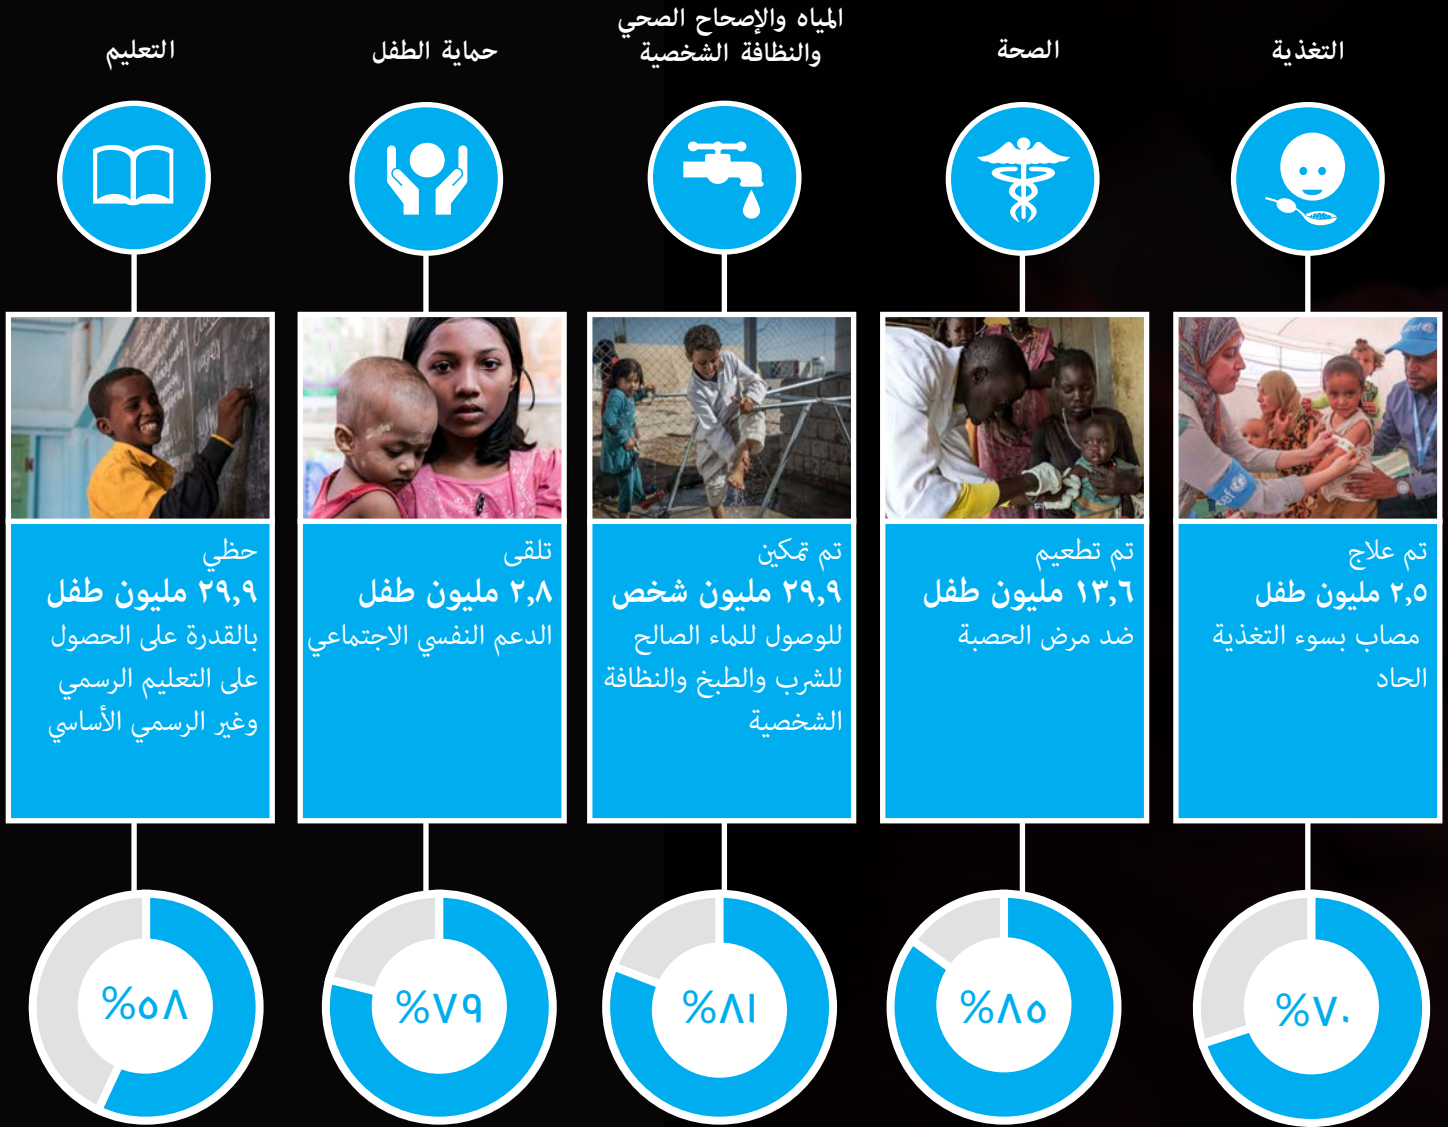 التغذية
الصحة
المياه والإصحاح الصحي
والنظافة الشخصية
حماية الطفل
التعليم
تم علاج
٢,٥ مليون طفل
مصاب بسوء التغذية
الحاد
تم تطعيم
١٣,٦ مليون طفل
ضد مرض الحصبة
تم تمكين
٢٩,٩ مليون شخص
للوصول للماء الصالح
للشرب والطبخ والنظافة
الشخصية
تلقى
٢,٨ مليون طفل
الدعم النفسي الاجتماعي
حظي
٢٩,٩ مليون طفل
بالقدرة على الحصول
على التعليم الرسمي
وغير الرسمي الأساسي
%٧٠
%٨٥
%٨١
%٧٩
%٥٨